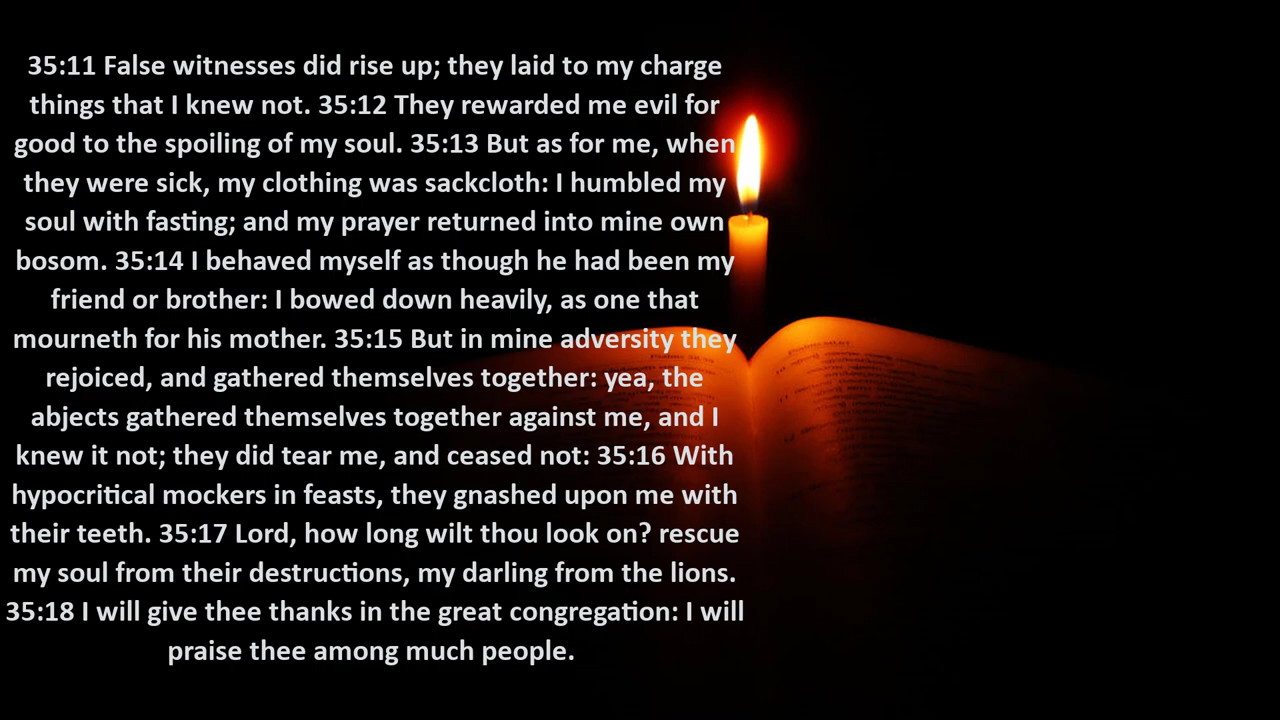 35:11 False witnesses did rise up; they laid to my charge
things that I knew not. 35:12 They rewarded me evil for
good to the spoiling of my soul. 35:13 But as for me, when
they were sick, my clothing was sackcloth: I humbled my
soul with fasting; and my prayer returned into mine own
bosom. 35:14 I behaved myself as though he had been my
friend or brother: I bowed down heavily, as one that
mourneth for his mother. 35:15 But in mine adversity they
rejoiced, and gathered themselves together: yea, the
abjects gathered themselves together against me, and I
knew it not; they did tear me, and ceased not: 35:16 With
hypocritical mockers in feasts, they gnashed upon me with
their teeth. 35:17 Lord, how long wilt thou look on? rescue
my soul from their destructions, my darling from the lions.
35:18 I will give thee thanks in the great congregation: I will
praise thee among much people.